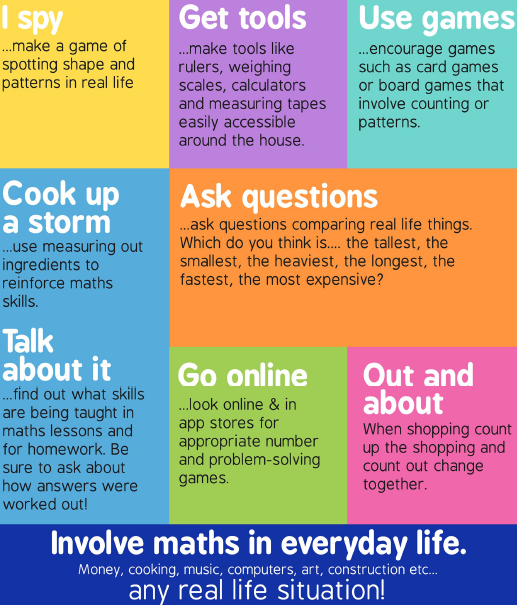 I spy
...make a game of
spotting shape and
patterns in real life
Get tools
...make tools like
rulers, weighing
scales, calculators
and measuring tapes
easily accessible
around the house.
Use games
...encourage games
such as card games
or board games that
involve counting or
patterns.
Cook up
a storm
...use measuring out
ingredients to
reinforce maths
skills.
Ask questions
...ask questions comparing real life things.
Which do you think is.... the tallest, the
smallest, the heaviest, the longest, the
fastest, the most expensive?
Talk
about it
...find out what skills
are being taught in
maths lessons and
for homework. Be
sure to ask about
how answers were
worked out!
Go online
...look online & in
app stores for
appropriate number
and problem-solving
games.
Out and
about
When shopping count
up the shopping and
count out change
together.
Involve maths in everyday life.
Money, cooking, music, computers, art, construction etc...
any real life situation!